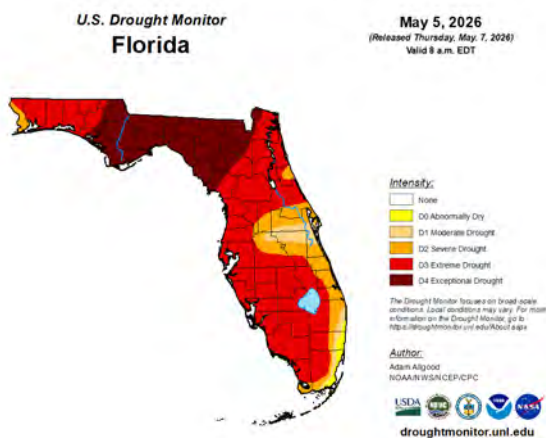 U.S. Drought Monitor
Florida
May 5, 2026
(Released Thursday, May. 7, 2026)
Valid 8 a.m. EDT
Intensity:
None
D0 Abnormally Dry
D1 Moderate Drought
D2 Severe Drought
D3 Extreme Drought
D4 Exceptional Drought
The Drought Monitor focuses on broad-scale
conditions. Local conditions may vary. For more
information on the Drought Monitor, go to
https://droughtmonitor.unl.edu/About.aspx
Author:
Adam Allgood
NOAA/NWS/NCEP/CPC
USDA
NDMC
NOAA
NASA
droughtmonitor.unl.edu